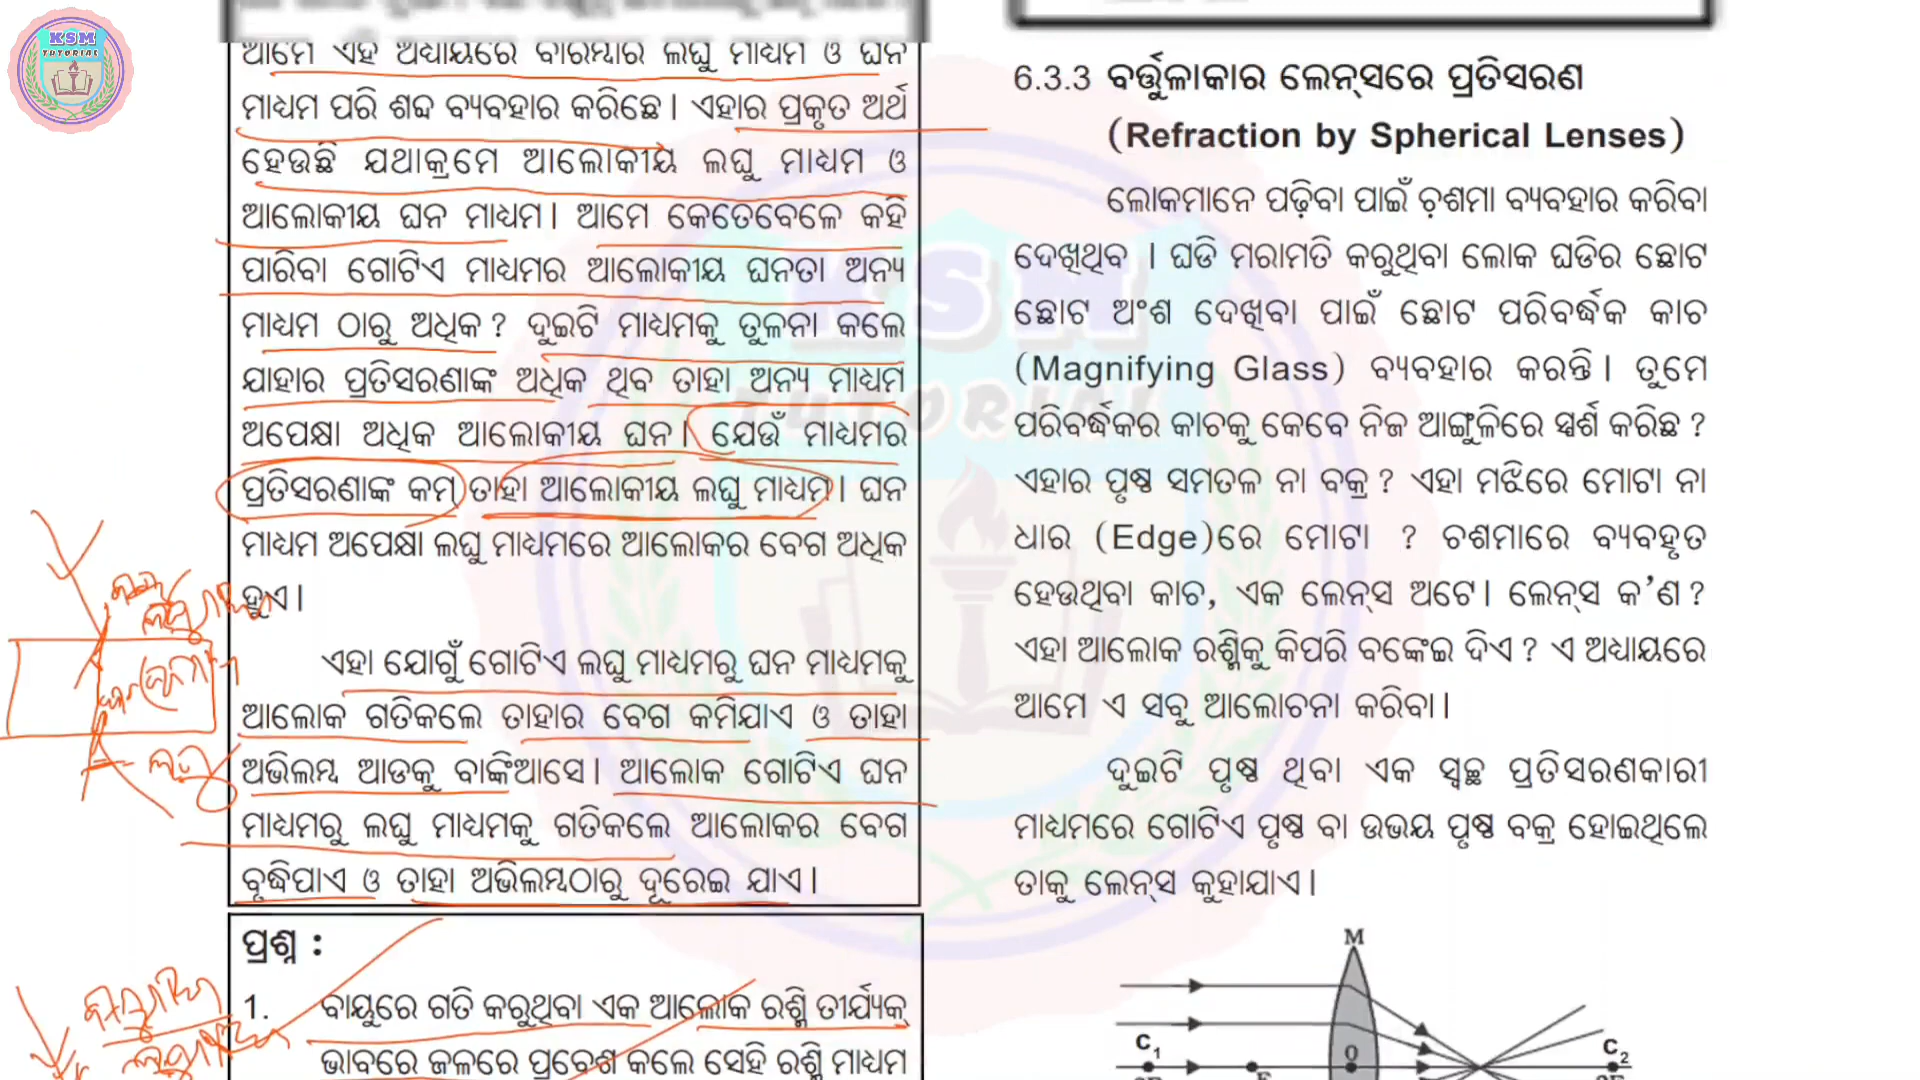 KSM
TUTORIAL
ଆମେ ଏହି ଅଧ୍ୟାୟରେ ବାରମ୍ବାର ଲଘୁ ମାଧ୍ୟମ ଓ ଘନ
ମାଧ୍ୟମ ପରି ଶବ୍ଦ ବ୍ୟବହାର କରିଛେ। ଏହାର ପ୍ରକୃତ ଅର୍ଥ
ହେଉଛି ଯଥାକ୍ରମେ ଆଲୋକୀୟ ଲଘୁ ମାଧ୍ୟମ ଓ
ଆଲୋକୀୟ ଘନ ମାଧ୍ୟମ। ଆମେ କେତେବେଳେ କହି
ପାରିବା ଗୋଟିଏ ମାଧ୍ୟମର ଆଲୋକୀୟ ଘନତା ଅନ୍ୟ
ମାଧ୍ୟମ ଠାରୁ ଅଧିକ ? ଦୁଇଟି ମାଧ୍ୟମକୁ ତୁଳନା କଲେ
ଯାହାର ପ୍ରତିସରଣାଙ୍କ ଅଧିକ ଥିବ ତାହା ଅନ୍ୟ ମାଧ୍ୟମ
ଅପେକ୍ଷା ଅଧିକ ଆଲୋକୀୟ ଘନ। ଯେଉଁ ମାଧ୍ୟମର
ପ୍ରତିସରଣାଙ୍କ କମ୍ ତାହା ଆଲୋକୀୟ ଲଘୁ ମାଧ୍ୟମ। ଘନ
ମାଧ୍ୟମ ଅପେକ୍ଷା ଲଘୁ ମାଧ୍ୟମରେ ଆଲୋକର ବେଗ ଅଧିକ
ହୁଏ।
ଏହା ଯୋଗୁଁ ଗୋଟିଏ ଲଘୁ ମାଧ୍ୟମରୁ ଘନ ମାଧ୍ୟମକୁ
ଆଲୋକ ଗତିକଲେ ତାହାର ବେଗ କମିଯାଏ ଓ ତାହା
ଅଭିଲମ୍ବ ଆଡକୁ ବାଙ୍କିଆସେ। ଆଲୋକ ଗୋଟିଏ ଘନ
ମାଧ୍ୟମରୁ ଲଘୁ ମାଧ୍ୟମକୁ ଗତିକଲେ ଆଲୋକର ବେଗ
ବୃଦ୍ଧିପାଏ ଓ ତାହା ଅଭିଲମ୍ବଠାରୁ ଦୂରେଇ ଯାଏ।
ପ୍ରଶ୍ନ :
1. ବାୟୁରେ ଗତି କରୁଥିବା ଏକ ଆଲୋକ ରଶ୍ମି ତୀର୍ଯ୍ୟକ୍
ଭାବରେ ଜଳରେ ପ୍ରବେଶ କଲେ ସେହି ରଶ୍ମି ମାଧ୍ୟମ
6.3.3 ବର୍ତ୍ତୁଳାକାର ଲେନ୍‌ସରେ ପ୍ରତିସରଣ
(Refraction by Spherical Lenses)
ଲୋକମାନେ ପଢ଼ିବା ପାଇଁ ଚ଼ଶମା ବ୍ୟବହାର କରିବା
ଦେଖିଥିବ । ଘଡି ମରାମତି କରୁଥିବା ଲୋକ ଘଡିର ଛୋଟ
ଛୋଟ ଅଂଶ ଦେଖିବା ପାଇଁ ଛୋଟ ପରିବର୍ଦ୍ଧକ କାଚ
(Magnifying Glass) ବ୍ୟବହାର କରନ୍ତି। ତୁମେ
ପରିବର୍ଦ୍ଧକର କାଚକୁ କେବେ ନିଜ ଆଙ୍ଗୁଳିରେ ସ୍ପର୍ଶ କରିଛ ?
ଏହାର ପୃଷ୍ଠ ସମତଳ ନା ବକ୍ର ? ଏହା ମଝିରେ ମୋଟା ନା
ଧାର (Edge)ରେ ମୋଟା ? ଚଶମାରେ ବ୍ୟବହୃତ
ହେଉଥିବା କାଚ, ଏକ ଲେନ୍‌ସ ଅଟେ। ଲେନ୍‌ସ କ'ଣ ?
ଏହା ଆଲୋକ ରଶ୍ମିକୁ କିପରି ବଙ୍କେଇ ଦିଏ ? ଏ ଅଧ୍ୟାୟରେ
ଆମେ ଏ ସବୁ ଆଲୋଚନା କରିବା।
ଦୁଇଟି ପୃଷ୍ଠ ଥିବା ଏକ ସ୍ୱଚ୍ଛ ପ୍ରତିସରଣକାରୀ
ମାଧ୍ୟମରେ ଗୋଟିଏ ପୃଷ୍ଠ ବା ଉଭୟ ପୃଷ୍ଠ ବକ୍ର ହୋଇଥିଲେ
ତାକୁ ଲେନ୍‌ସ କୁହାଯାଏ।
M
C1 O C2